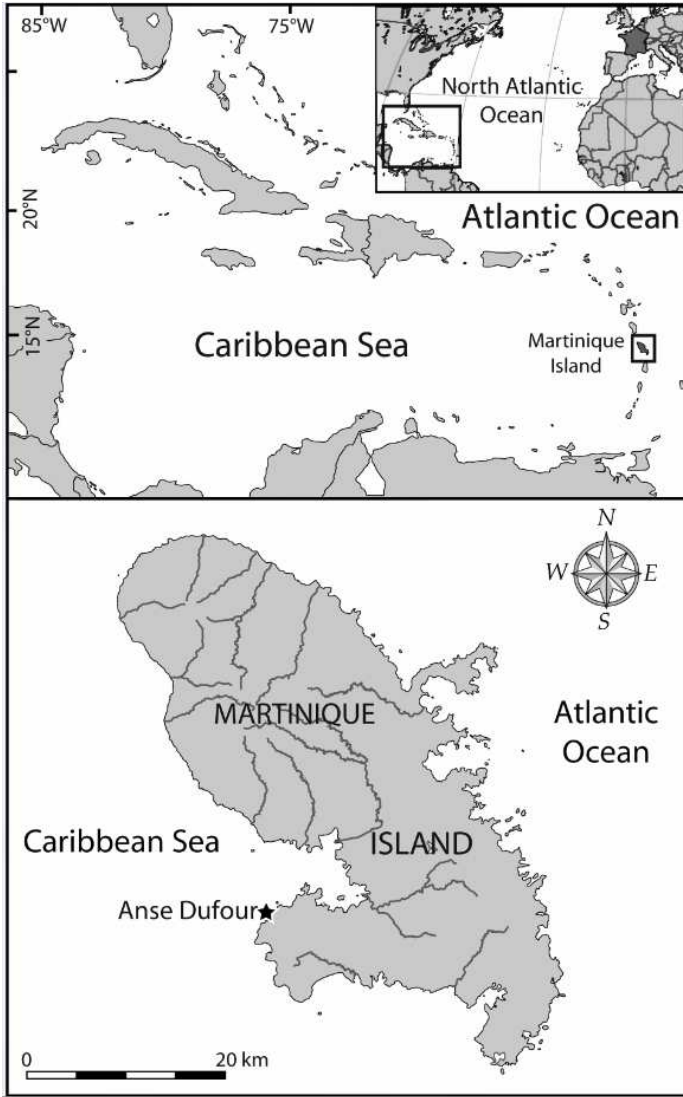 85°W
75°W
North Atlantic
Ocean
20°N
Atlantic Ocean
15°N
Caribbean Sea
Martinique
Island
N
W
E
S
MARTINIQUE
Atlantic
Ocean
Caribbean Sea
ISLAND
Anse Dufour
0
20 km